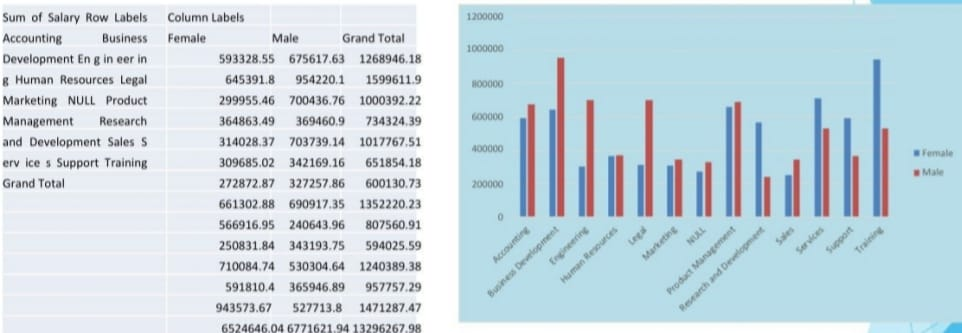 Sum of Salary Row Labels Column Labels
Accounting Business Female Male Grand Total
Development En g in eer in 593328.55 675617.63 1268946.18
g Human Resources Legal 645391.8 954220.1 1599611.9
Marketing NULL Product 299955.46 700436.76 1000392.22
Management Research 364863.49 369460.9 734324.39
and Development Sales S 314028.37 703739.14 1017767.51
erv ice s Support Training 309685.02 342169.16 651854.18
Grand Total 272872.87 327257.86 600130.73
661302.88 690917.35 1352220.23
566916.95 240643.96 807560.91
250831.84 343193.75 594025.59
710084.74 530304.64 1240389.38
591810.4 365946.89 957757.29
943573.67 527713.8 1471287.47
6524646.04 6771621.94 13296267.98
1200000
1000000
800000
600000
400000
200000
0
Female
Male
Accounting
Business Development
Engineering
Human Resources
Legal
Marketing
NULL
Product Management
Research and Development
Sales
Services
Support
Training